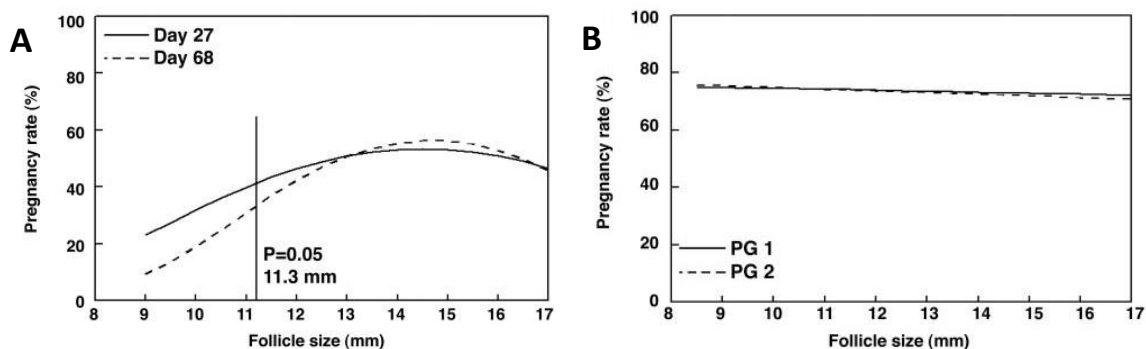 A
Pregnancy rate (%)
100
80
60
40
20
0
Day 27
Day 68
P=0.05
11.3 mm
8 9 10 11 12 13 14 15 16 17
Follicle size (mm)
B
Pregnancy rate (%)
100
80
60
40
20
0
PG 1
PG 2
8 9 10 11 12 13 14 15 16 17
Follicle size (mm)